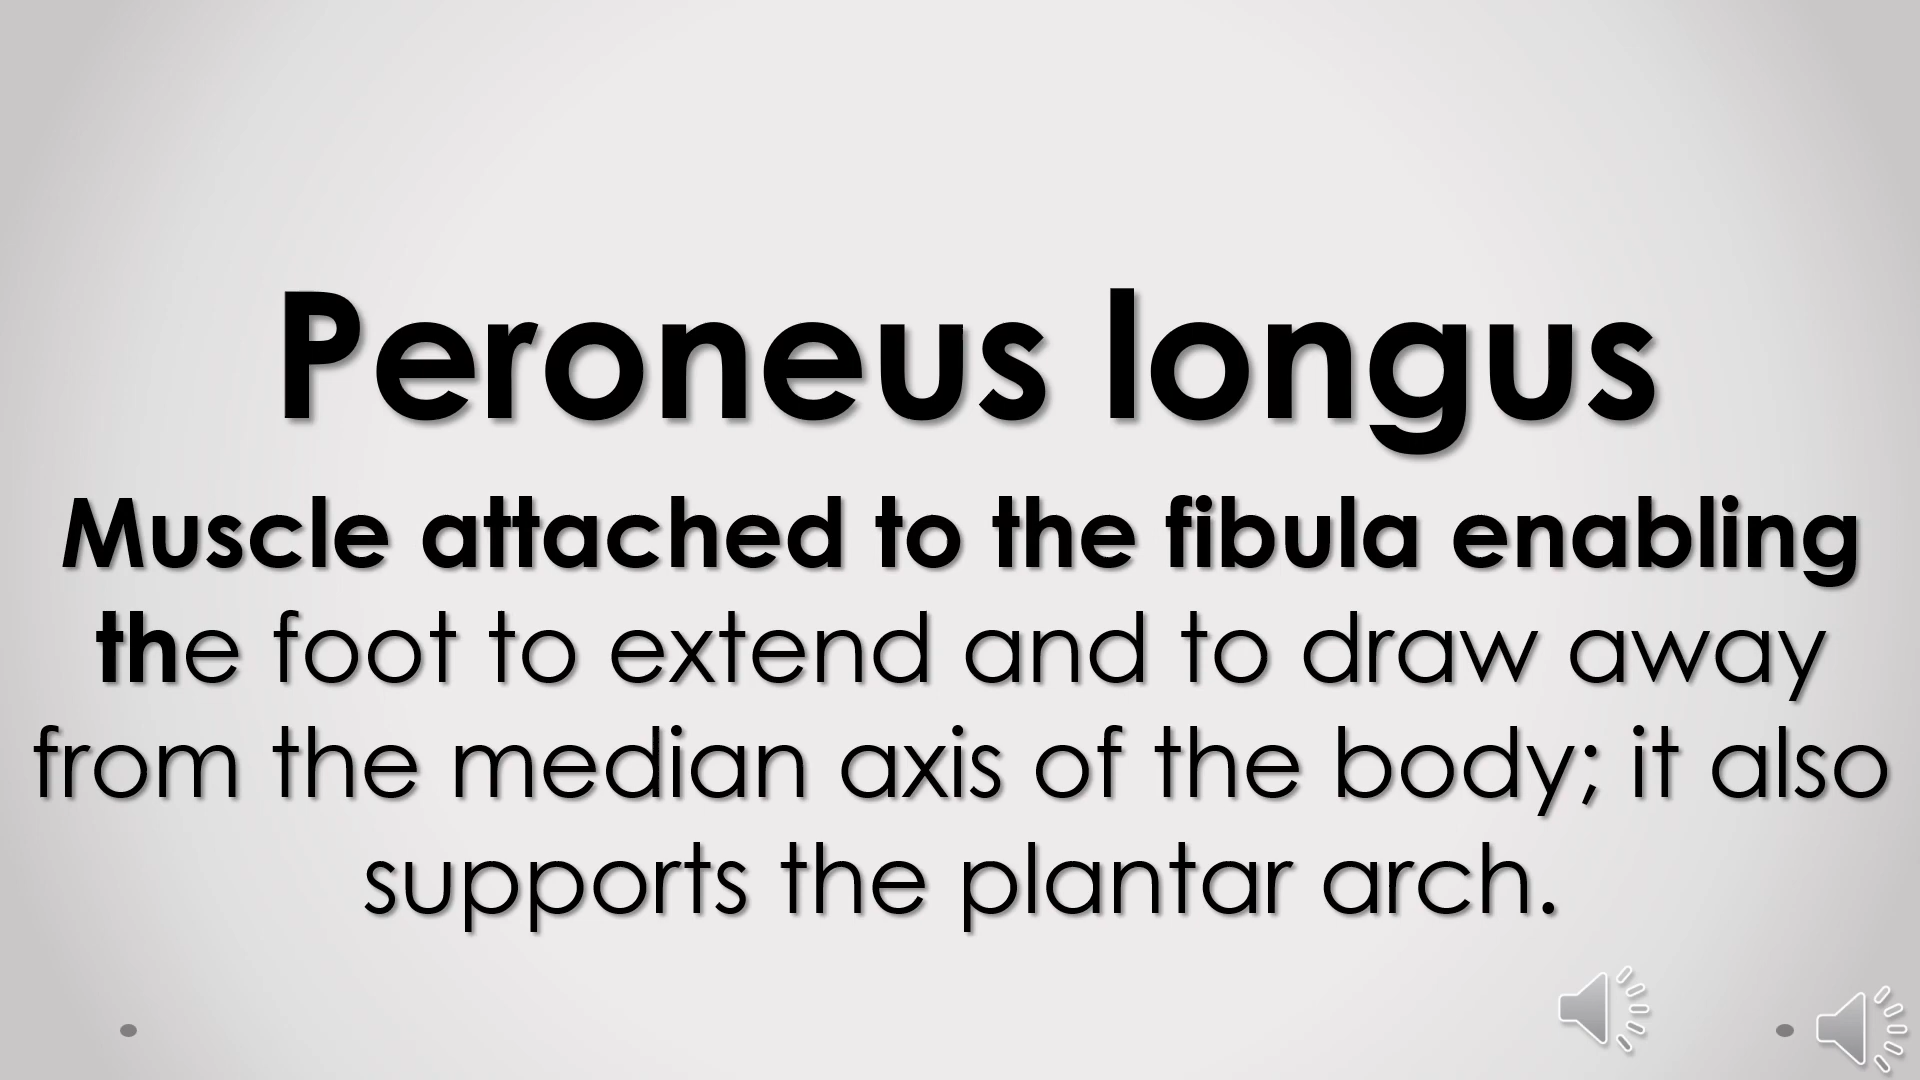 Peroneus longus
Muscle attached to the fibula enabling
the foot to extend and to draw away
from the median axis of the body; it also
supports the plantar arch.